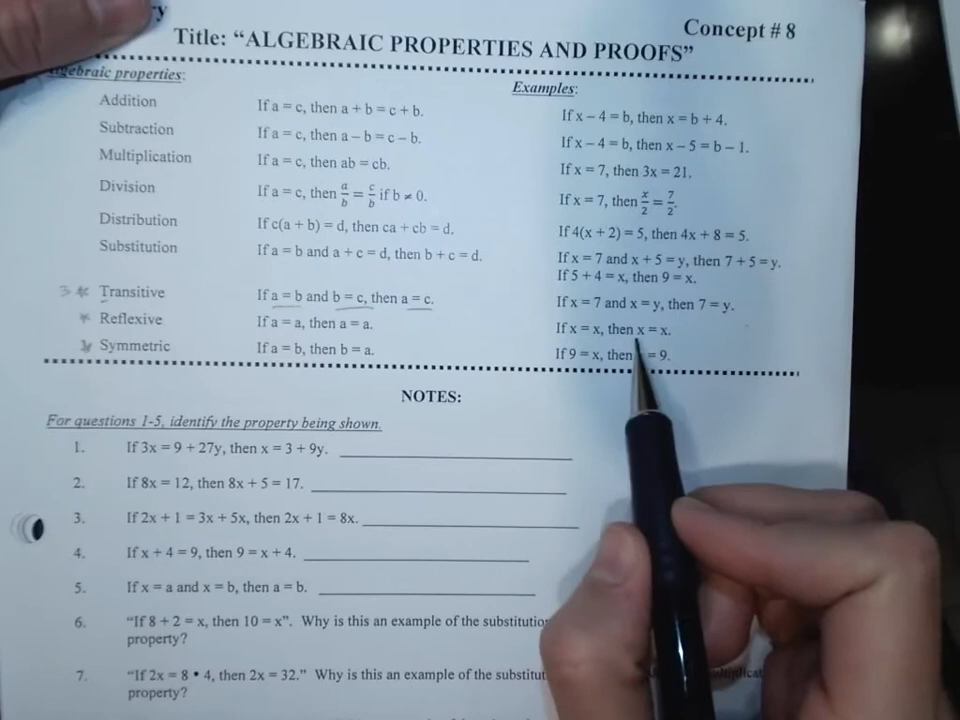 Concept # 8
Title: “ALGEBRAIC PROPERTIES AND PROOFS”
properties:
Examples:
Addition If a = c, then a + b = c + b. If x – 4 = b, then x = b + 4.
Subtraction If a = c, then a – b = c – b. If x – 4 = b, then x – 5 = b – 1.
Multiplication If a = c, then ab = cb. If x = 7, then 3x = 21.
Division If a = c, then a/b = c/b if b ≠ 0. If x = 7, then x/2 = 7/2.
Distribution If c(a + b) = d, then ca + cb = d. If 4(x + 2) = 5, then 4x + 8 = 5.
Substitution If a = b and a + c = d, then b + c = d. If x = 7 and x + 5 = y, then 7 + 5 = y.
If 5 + 4 = x, then 9 = x.
3 * Transitive If a = b and b = c, then a = c. If x = 7 and x = y, then 7 = y.
* Reflexive If a = a, then a = a. If x = x, then x = x.
* Symmetric If a = b, then b = a. If 9 = x, then = 9.
NOTES:
For questions 1-5, identify the property being shown.
1. If 3x = 9 + 27y, then x = 3 + 9y.
2. If 8x = 12, then 8x + 5 = 17.
3. If 2x + 1 = 3x + 5x, then 2x + 1 = 8x.
4. If x + 4 = 9, then 9 = x + 4.
5. If x = a and x = b, then a = b.
6. “If 8 + 2 = x, then 10 = x”. Why is this an example of the
property?
7. “If 2x = 8 • 4, then 2x = 32.” Why is this an example of the
property?